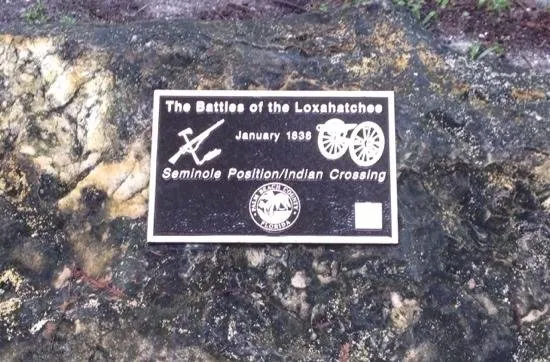 The Battles of the Loxahatchee
January 1838
Seminole Position/Indian Crossing
PALM BEACH COUNTY
FLORIDA